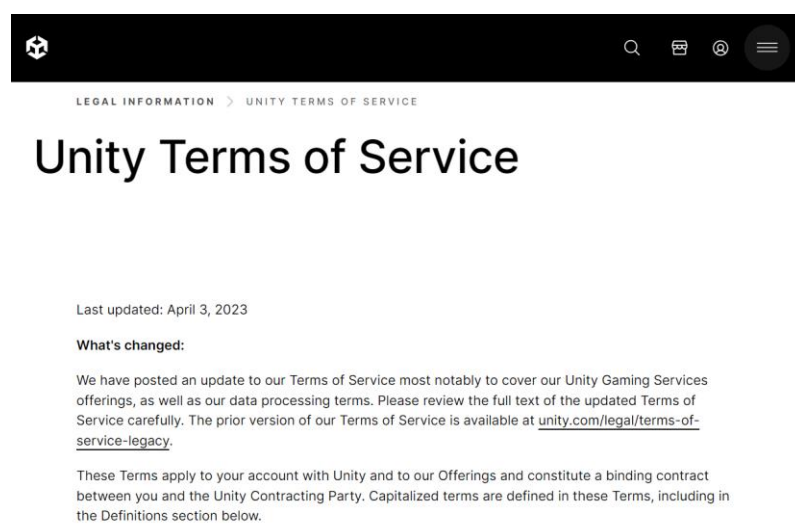 LEGAL INFORMATION > UNITY TERMS OF SERVICE
Unity Terms of Service
Last updated: April 3, 2023
What's changed:
We have posted an update to our Terms of Service most notably to cover our Unity Gaming Services
offerings, as well as our data processing terms. Please review the full text of the updated Terms of
Service carefully. The prior version of our Terms of Service is available at unity.com/legal/terms-of-
service-legacy.
These Terms apply to your account with Unity and to our Offerings and constitute a binding contract
between you and the Unity Contracting Party. Capitalized terms are defined in these Terms, including in
the Definitions section below.